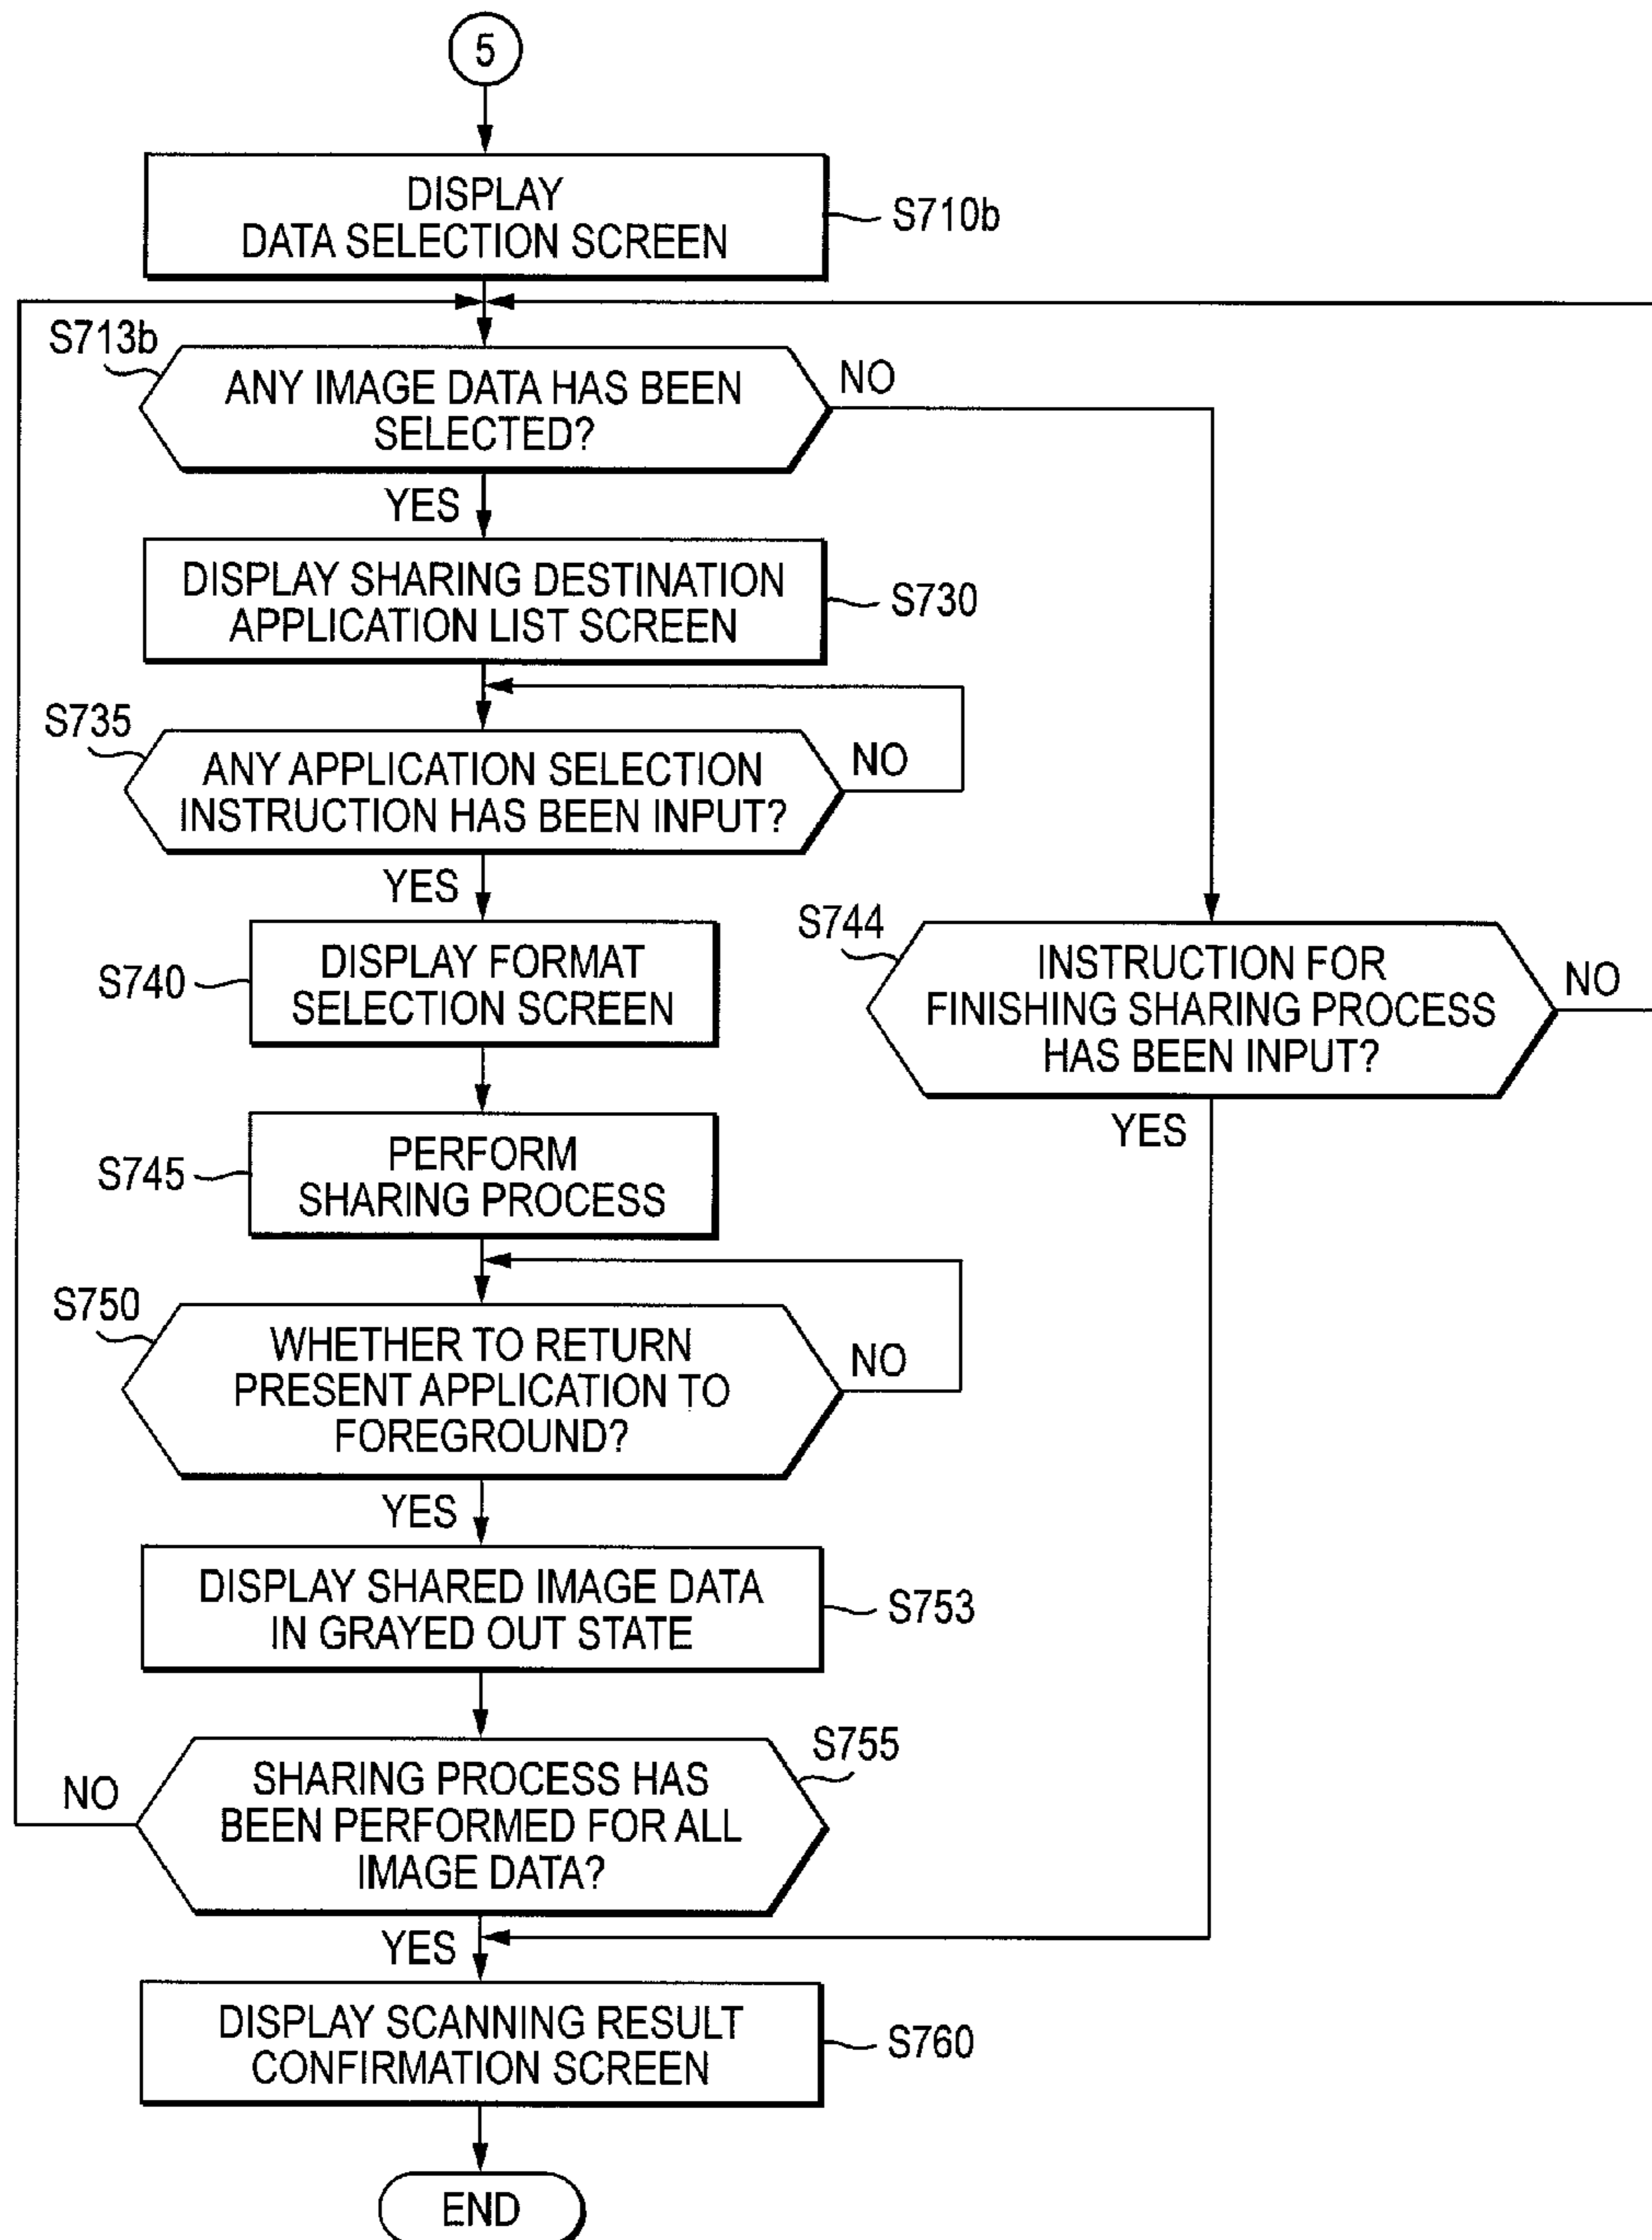 5
DISPLAY
DATA SELECTION SCREEN
S710b
S713b
ANY IMAGE DATA HAS BEEN
SELECTED?
NO
YES
DISPLAY SHARING DESTINATION
APPLICATION LIST SCREEN
S730
S735
ANY APPLICATION SELECTION
INSTRUCTION HAS BEEN INPUT?
NO
YES
S740
DISPLAY FORMAT
SELECTION SCREEN
S744
INSTRUCTION FOR
FINISHING SHARING PROCESS
HAS BEEN INPUT?
NO
YES
S745
PERFORM
SHARING PROCESS
S750
WHETHER TO RETURN
PRESENT APPLICATION TO
FOREGROUND?
NO
YES
DISPLAY SHARED IMAGE DATA
IN GRAYED OUT STATE
S753
S755
SHARING PROCESS HAS
BEEN PERFORMED FOR ALL
IMAGE DATA?
NO
YES
DISPLAY SCANNING RESULT
CONFIRMATION SCREEN
S760
END